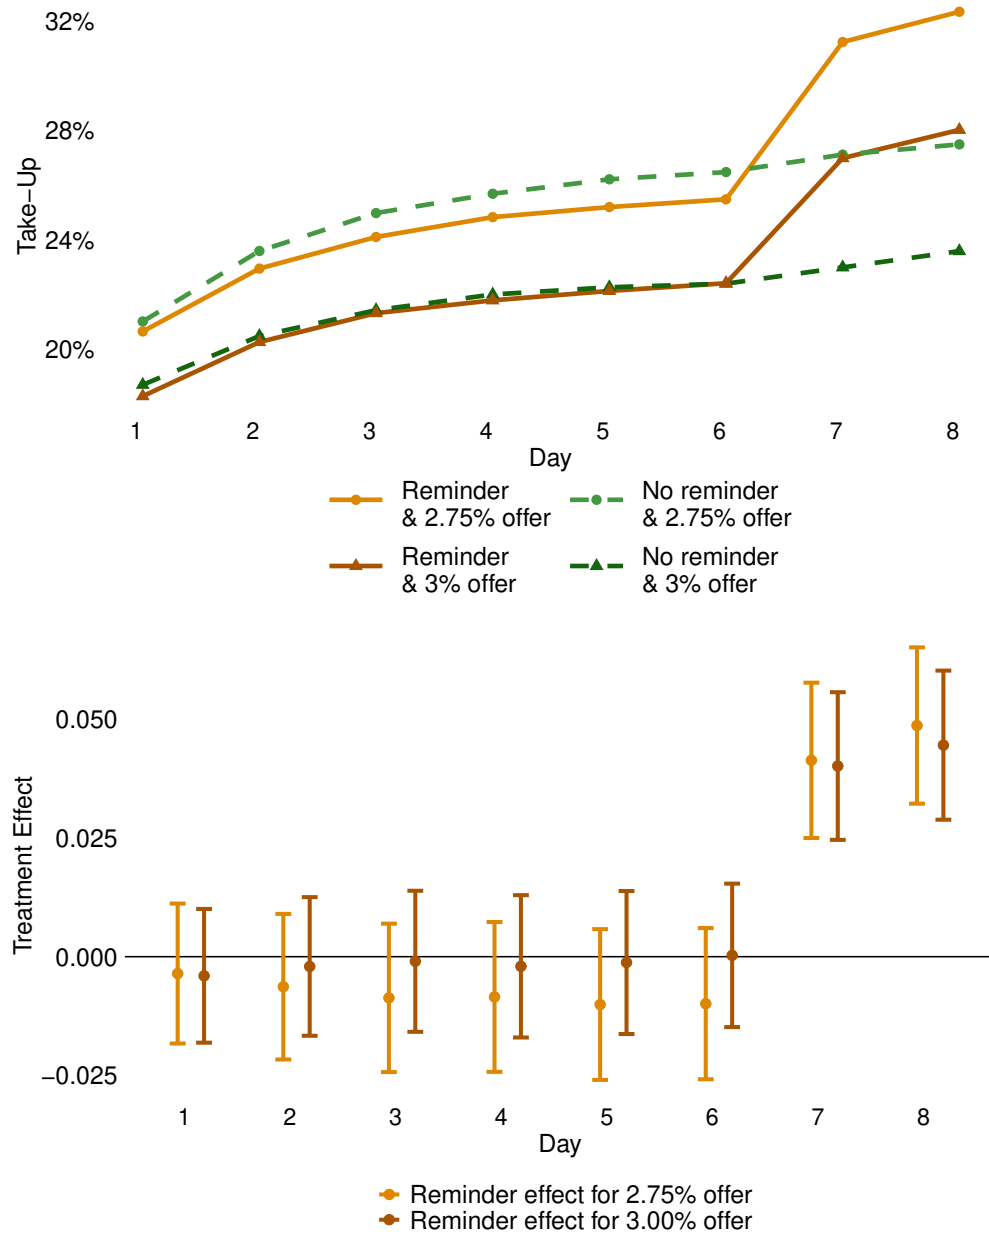 32%
28%
24%
20%
Take−Up
1 2 3 4 5 6 7 8
Day
Reminder
& 2.75% offer
No reminder
& 2.75% offer
Reminder
& 3% offer
No reminder
& 3% offer
0.050
0.025
0.000
−0.025
Treatment Effect
1 2 3 4 5 6 7 8
Day
Reminder effect for 2.75% offer
Reminder effect for 3.00% offer